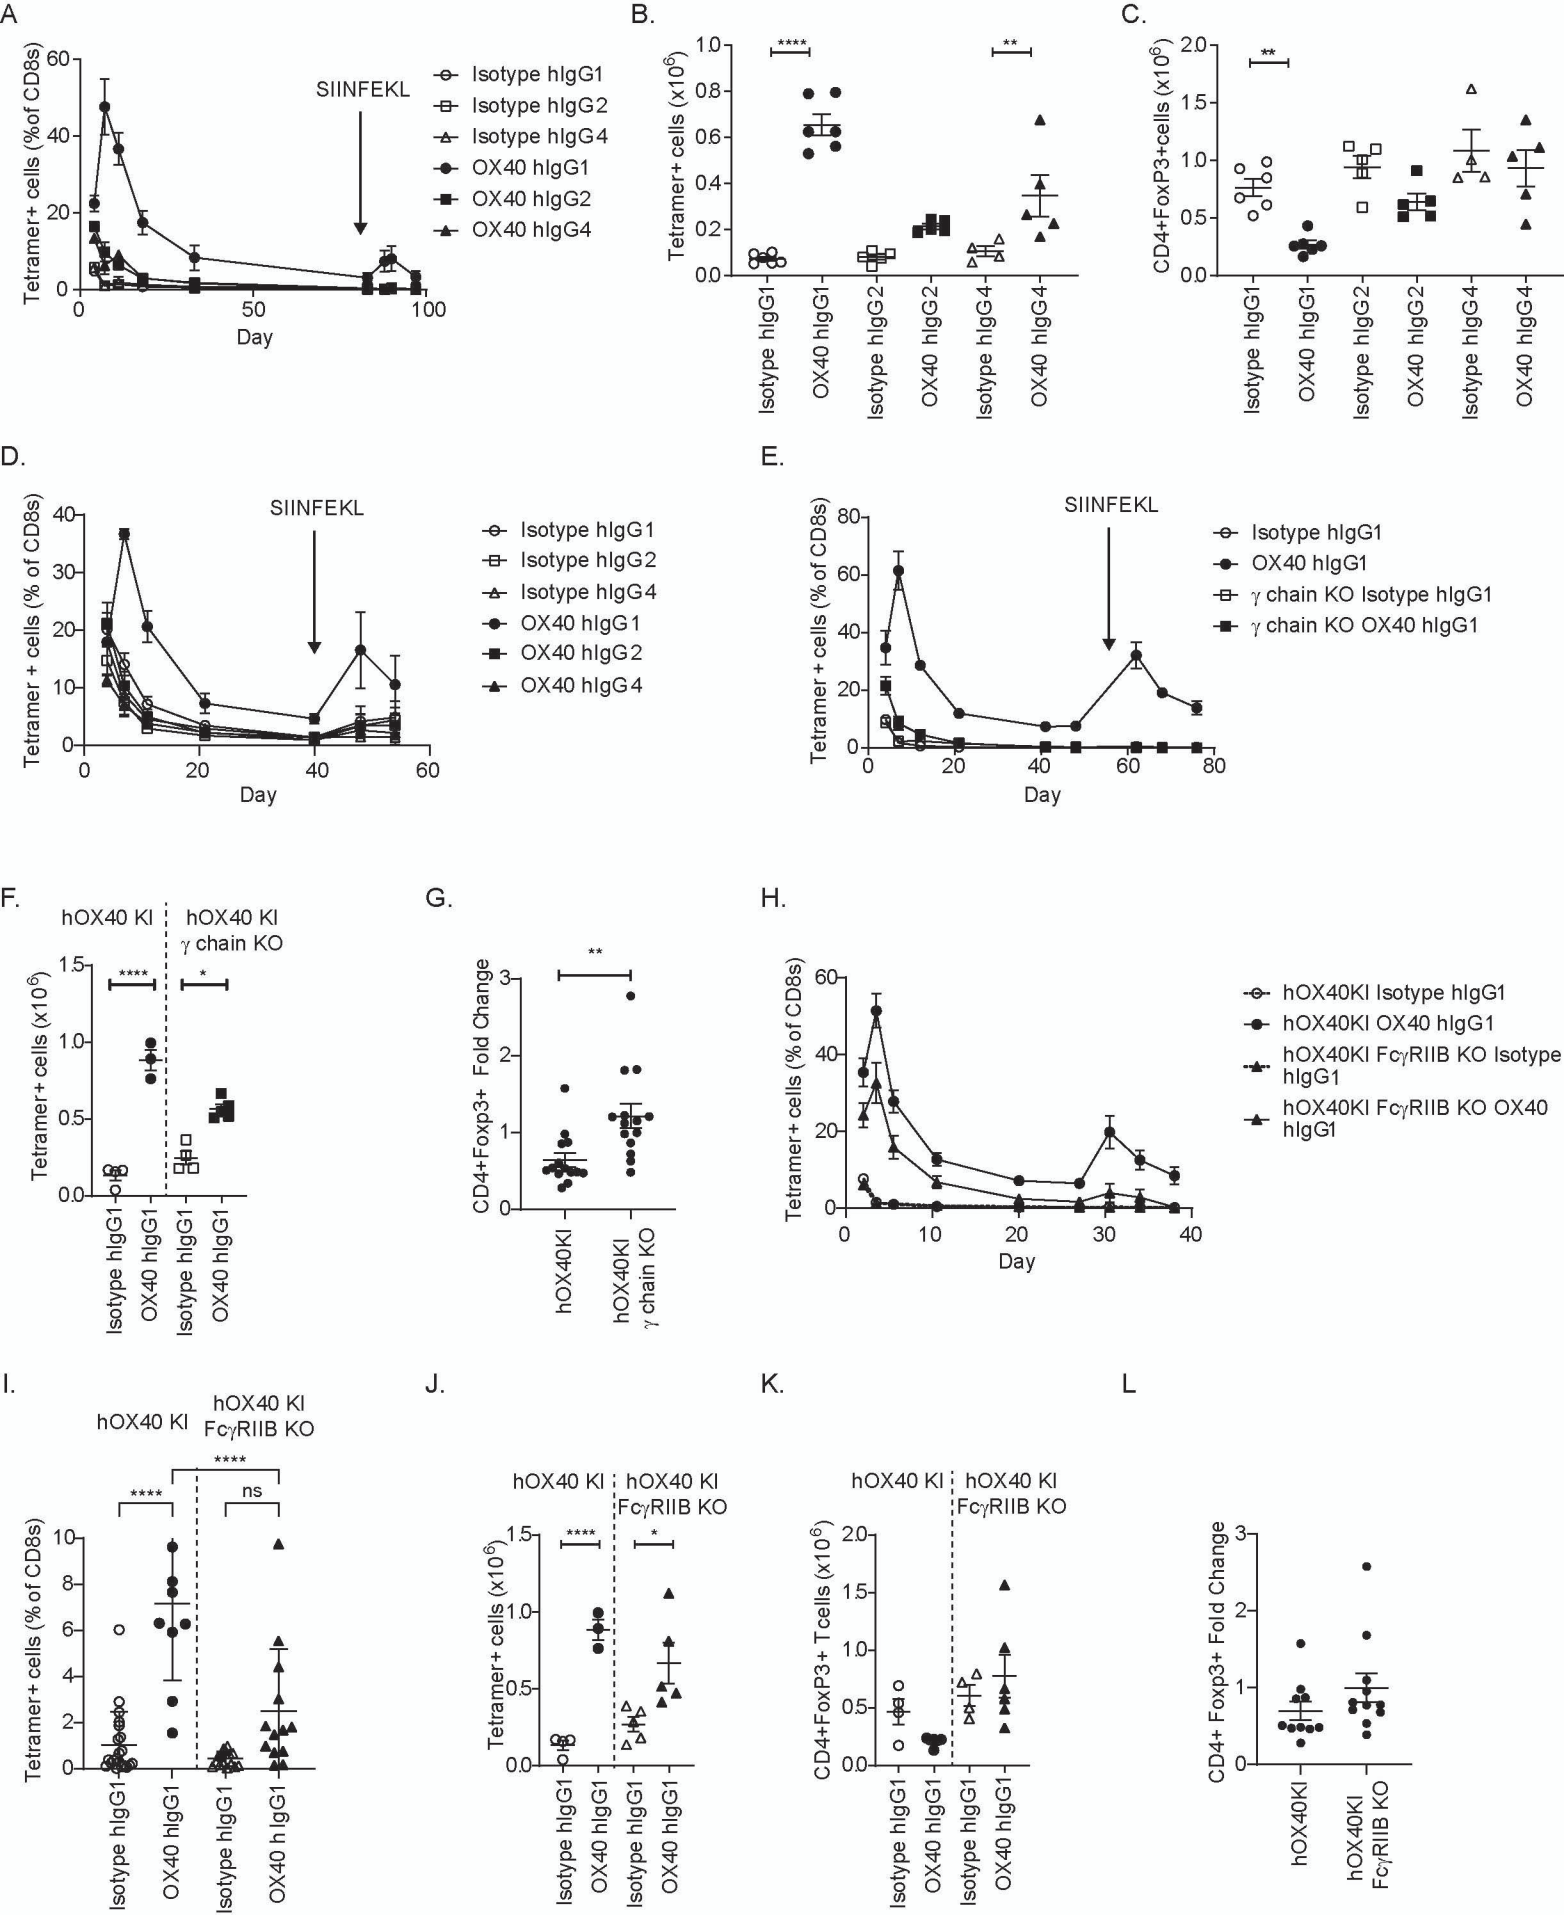 A
Tetramer+ cells (%of CD8s)
60
40
20
0
0
50
100
Day
SIINFEKL
Isotype hIgG1
Isotype hIgG2
Isotype hIgG4
OX40 hIgG1
OX40 hIgG2
OX40 hIgG4
B.
Tetramer+ cells (x10⁶)
1.0
0.8
0.6
0.4
0.2
0.0
****
**
Isotype hIgG1
OX40 hIgG1
Isotype hIgG2
OX40 hIgG2
Isotype hIgG4
OX40 hIgG4
C.
CD4+FoxP3+cells (x10⁶)
2.0
1.5
1.0
0.5
0.0
**
Isotype hIgG1
OX40 hIgG1
Isotype hIgG2
OX40 hIgG2
Isotype hIgG4
OX40 hIgG4
D.
Tetramer + cells (% of CD8s)
40
30
20
10
0
0
20
40
60
Day
SIINFEKL
Isotype hIgG1
Isotype hIgG2
Isotype hIgG4
OX40 hIgG1
OX40 hIgG2
OX40 hIgG4
E.
Tetramer + cells (% of CD8s)
80
60
40
20
0
0
20
40
60
80
Day
SIINFEKL
Isotype hIgG1
OX40 hIgG1
γ chain KO Isotype hIgG1
γ chain KO OX40 hIgG1
F.
hOX40 KI
hOX40 KI
γ chain KO
Tetramer+ cells (x10⁶)
1.5
1.0
0.5
0.0
****
*
Isotype hIgG1
OX40 hIgG1
Isotype hIgG1
OX40 hIgG1
G.
CD4+Foxp3+ Fold Change
3
2
1
0
**
hOX40KI
hOX40KI
γ chain KO
H.
Tetramer+ cells (% of CD8s)
60
40
20
0
0
10
20
30
40
Day
hOX40KI Isotype hIgG1
hOX40KI OX40 hIgG1
hOX40KI FcγRIIB KO Isotype
hIgG1
hOX40KI FcγRIIB KO OX40
hIgG1
I.
hOX40 KI
hOX40 KI
FcγRIIB KO
****
****
ns
Tetramer+ cells (% of CD8s)
10
8
6
4
2
0
Isotype hIgG1
OX40 hIgG1
Isotype hIgG1
OX40 hIgG1
J.
hOX40 KI
hOX40 KI
FcγRIIB KO
Tetramer+ cells (x10⁶)
1.5
1.0
0.5
0.0
****
*
Isotype hIgG1
OX40 hIgG1
Isotype hIgG1
OX40 hIgG1
K.
hOX40 KI
hOX40 KI
FcγRIIB KO
CD4+FoxP3+ Tcells (x10⁶)
2.0
1.5
1.0
0.5
0.0
Isotype hIgG1
OX40 hIgG1
Isotype hIgG1
OX40 hIgG1
L
CD4+ Foxp3+ Fold Change
3
2
1
0
hOX40KI
hOX40KI
FcγRIIB KO